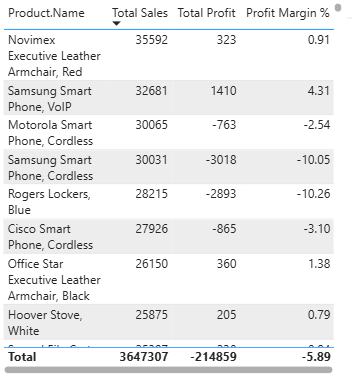 Product.Name Total Sales Total Profit Profit Margin %
Novimex 35592 323 0.91
Executive Leather
Armchair, Red
Samsung Smart 32681 1410 4.31
Phone, VoIP
Motorola Smart 30065 -763 -2.54
Phone, Cordless
Samsung Smart 30031 -3018 -10.05
Phone, Cordless
Rogers Lockers, 28215 -2893 -10.26
Blue
Cisco Smart 27926 -865 -3.10
Phone, Cordless
Office Star 26150 360 1.38
Executive Leather
Armchair, Black
Hoover Stove, 25875 205 0.79
White
Total 3647307 -214859 -5.89